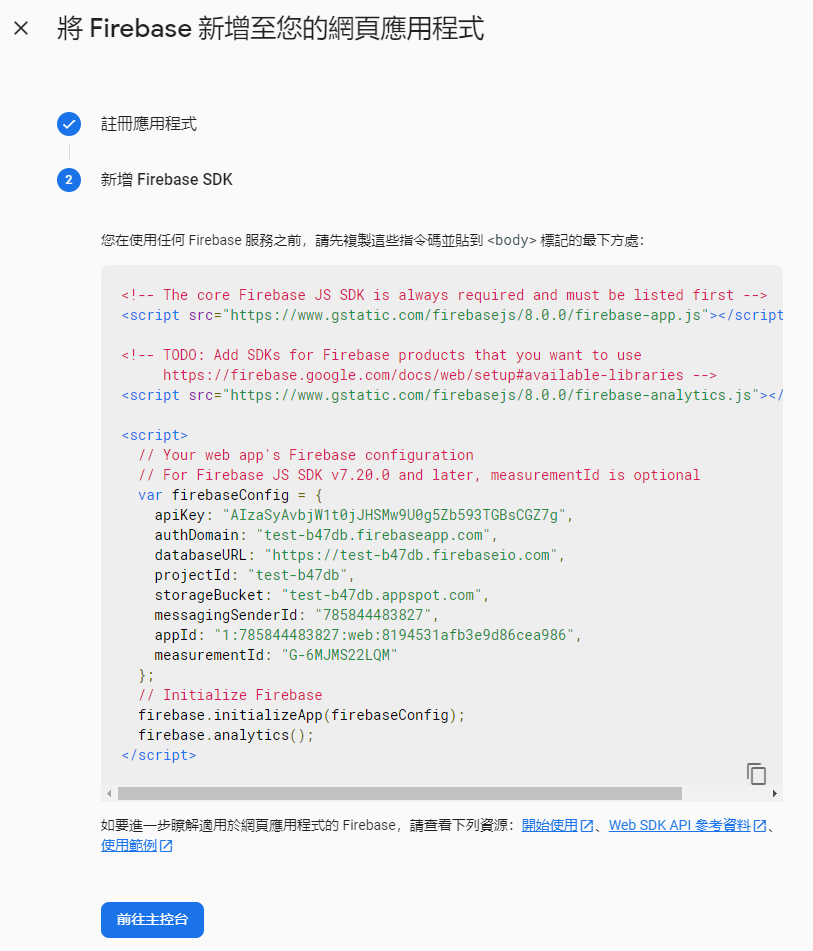 將 Firebase 新增至您的網頁應用程式
註冊應用程式
2
新增 Firebase SDK
您在使用任何 Firebase 服務之前，請先複製這些指令碼並貼到 <body> 標記的最下方處：
<!-- The core Firebase JS SDK is always required and must be listed first -->
<script src="https://www.gstatic.com/firebasejs/8.0.0/firebase-app.js"></script
<!-- TODO: Add SDKs for Firebase products that you want to use
https://firebase.google.com/docs/web/setup#available-libraries -->
<script src="https://www.gstatic.com/firebasejs/8.0.0/firebase-analytics.js"></
<script>
// Your web app's Firebase configuration
// For Firebase JS SDK v7.20.0 and later, measurementId is optional
var firebaseConfig = {
apiKey: "AIzaSyAvbjW1t0jJHSMw9U0g5Zb593TGBsCGZ7g",
authDomain: "test-b47db.firebaseapp.com",
databaseURL: "https://test-b47db.firebaseio.com",
projectId: "test-b47db",
storageBucket: "test-b47db.appspot.com",
messagingSenderId: "785844483827",
appId: "1:785844483827:web:8194531afb3e9d86cea986",
measurementId: "G-6MJMS22LQM"
};
// Initialize Firebase
firebase.initializeApp(firebaseConfig);
firebase.analytics();
</script>
如要進一步瞭解適用於網頁應用程式的 Firebase，請查看下列資源：開始使用、Web SDK API 參考資料、
使用範例
前往主控台